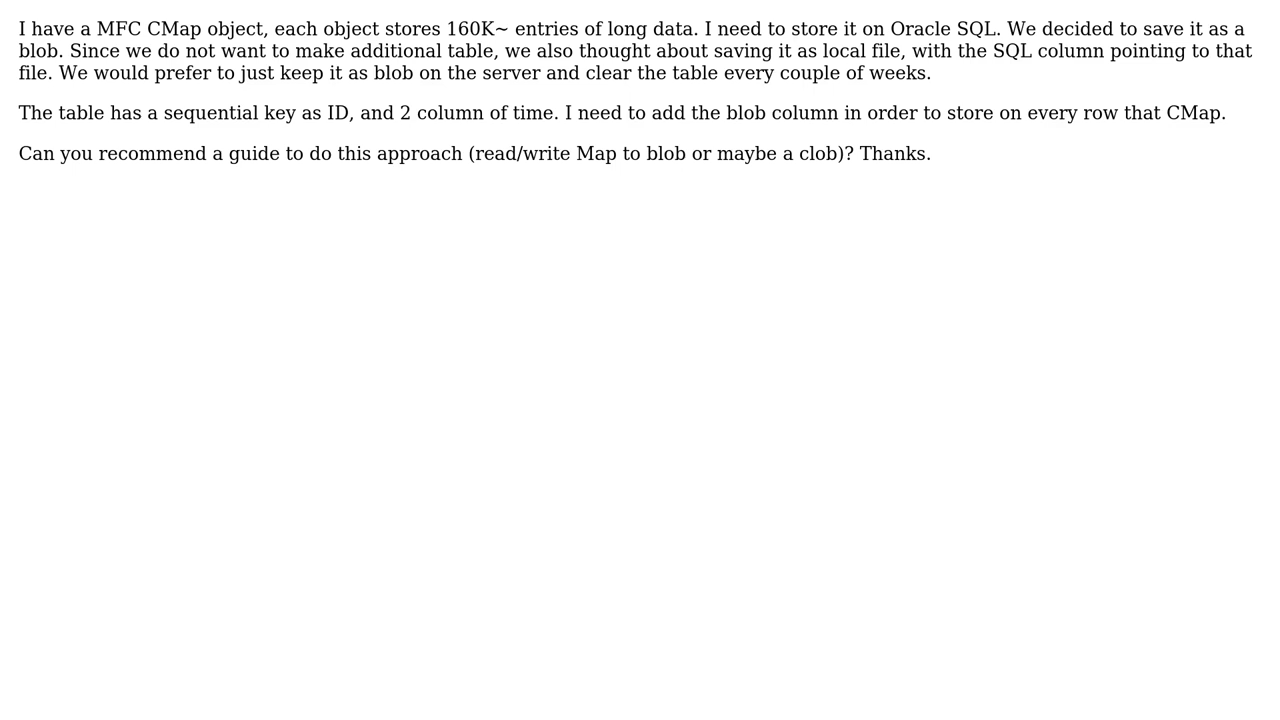 I have a MFC CMap object, each object stores 160K~ entries of long data. I need to store it on Oracle SQL. We decided to save it as a
blob. Since we do not want to make additional table, we also thought about saving it as local file, with the SQL column pointing to that
file. We would prefer to just keep it as blob on the server and clear the table every couple of weeks.
The table has a sequential key as ID, and 2 column of time. I need to add the blob column in order to store on every row that CMap.
Can you recommend a guide to do this approach (read/write Map to blob or maybe a clob)? Thanks.